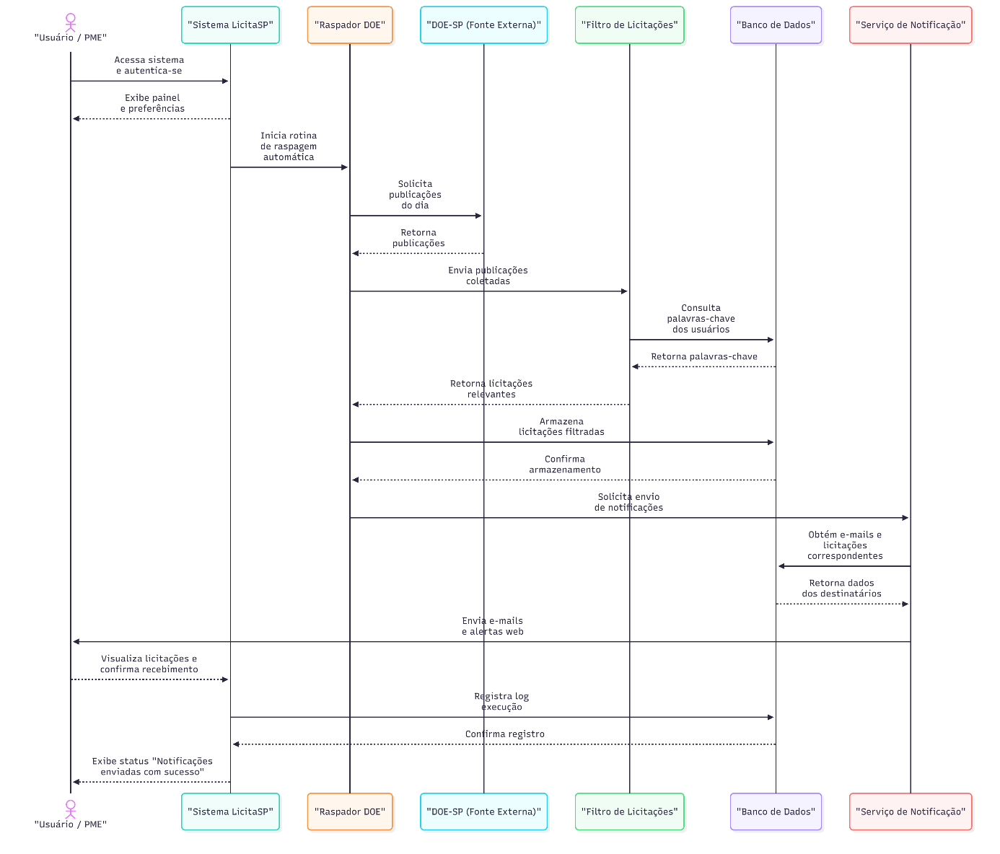 "Usuário / PME"
"Sistema LicitaSP"
"Raspador DOE"
"DOE-SP (Fonte Externa)"
"Filtro de Licitações"
"Banco de Dados"
"Serviço de Notificação"
Acessa sistema
e autentica-se
Exibe painel
e preferências
Inicia rotina
de raspagem
automática
Solicita
publicações
do dia
Retorna
publicações
Envia publicações
coletadas
Consulta
palavras-chave
dos usuários
Retorna palavras-chave
Retorna licitações
relevantes
Armazena
licitações filtradas
Confirma
armazenamento
Solicita envio
de notificações
Obtém e-mails e
licitações
correspondentes
Retorna dados
dos destinatários
Envia e-mails
e alertas web
Visualiza licitações e
confirma recebimento
Registra log
execução
Confirma registro
Exibe status "Notificações
enviadas com sucesso"
"Usuário / PME"
"Sistema LicitaSP"
"Raspador DOE"
"DOE-SP (Fonte Externa)"
"Filtro de Licitações"
"Banco de Dados"
"Serviço de Notificação"